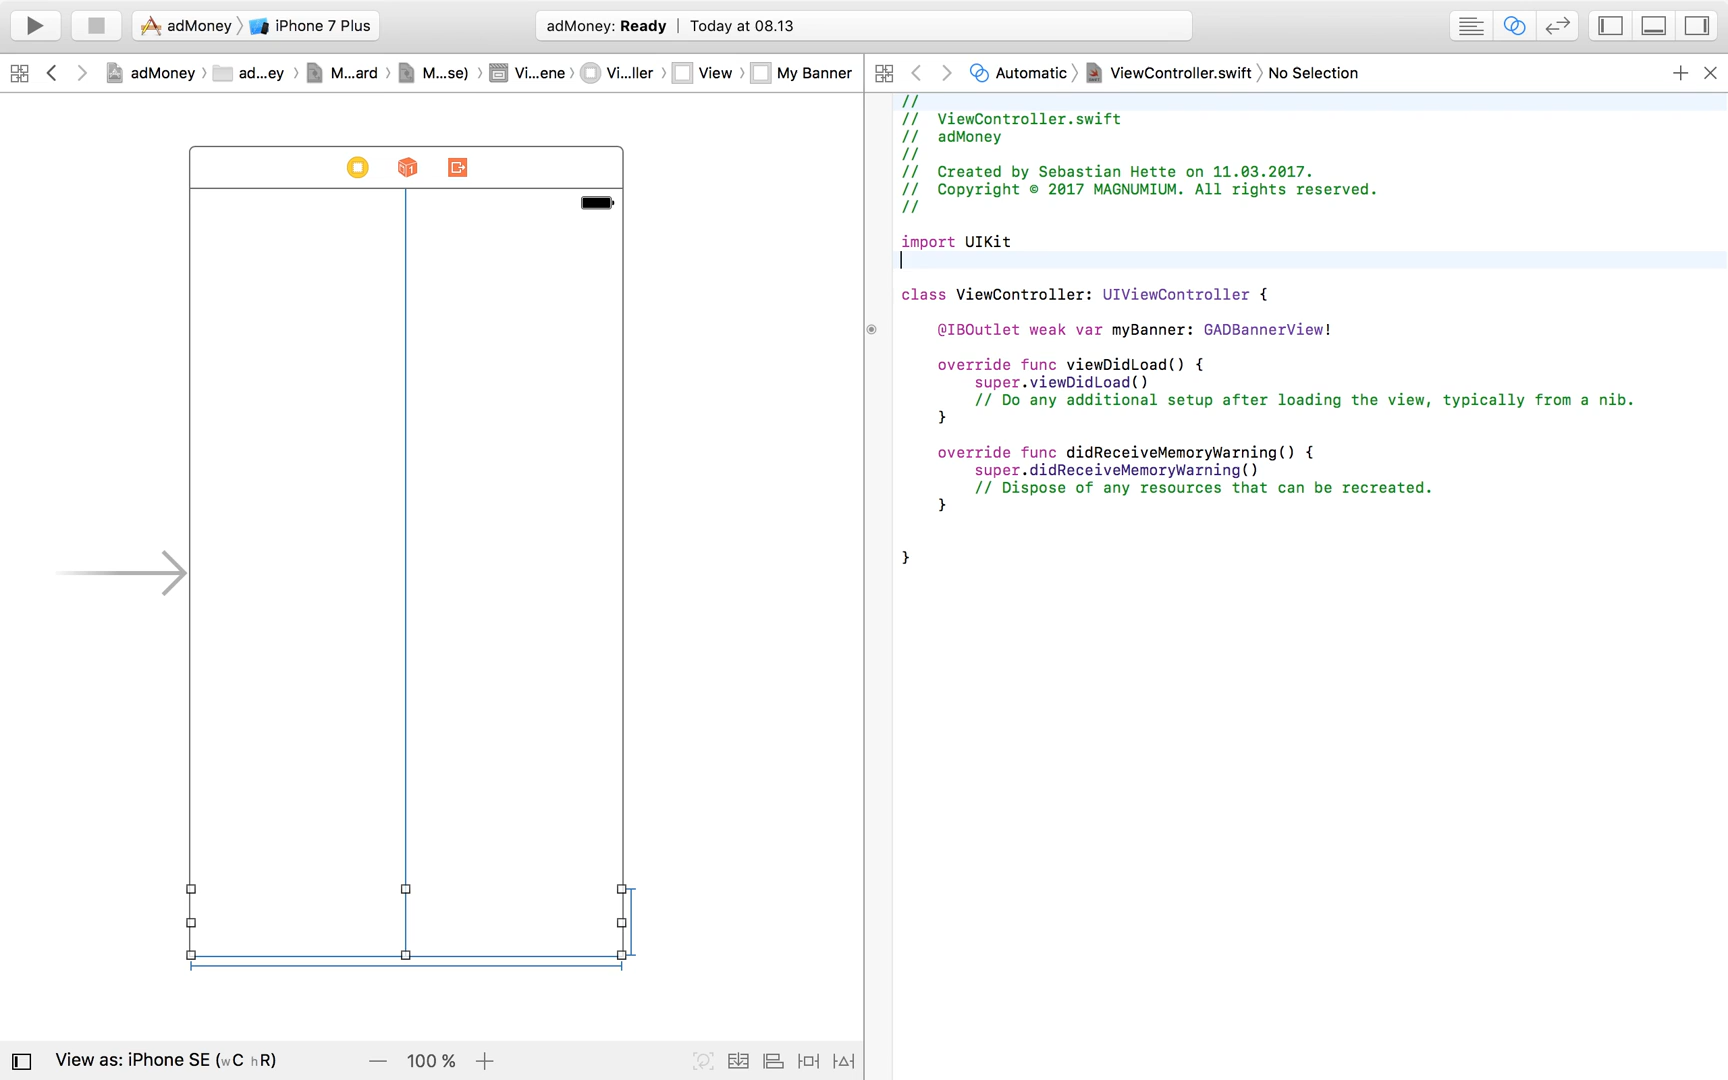 adMoney iPhone 7 Plus
adMoney: Ready | Today at 08.13
adMoney ad...ey M...ard M...se) Vi...ene Vi...ller View My Banner
Automatic ViewController.swift No Selection
//
//  ViewController.swift
//  adMoney
//
//  Created by Sebastian Hette on 11.03.2017.
//  Copyright © 2017 MAGNUMIUM. All rights reserved.
//
import UIKit
class ViewController: UIViewController {
@IBOutlet weak var myBanner: GADBannerView!
override func viewDidLoad() {
super.viewDidLoad()
// Do any additional setup after loading the view, typically from a nib.
}
override func didReceiveMemoryWarning() {
super.didReceiveMemoryWarning()
// Dispose of any resources that can be recreated.
}
}
View as: iPhone SE (wC hR)
100 %